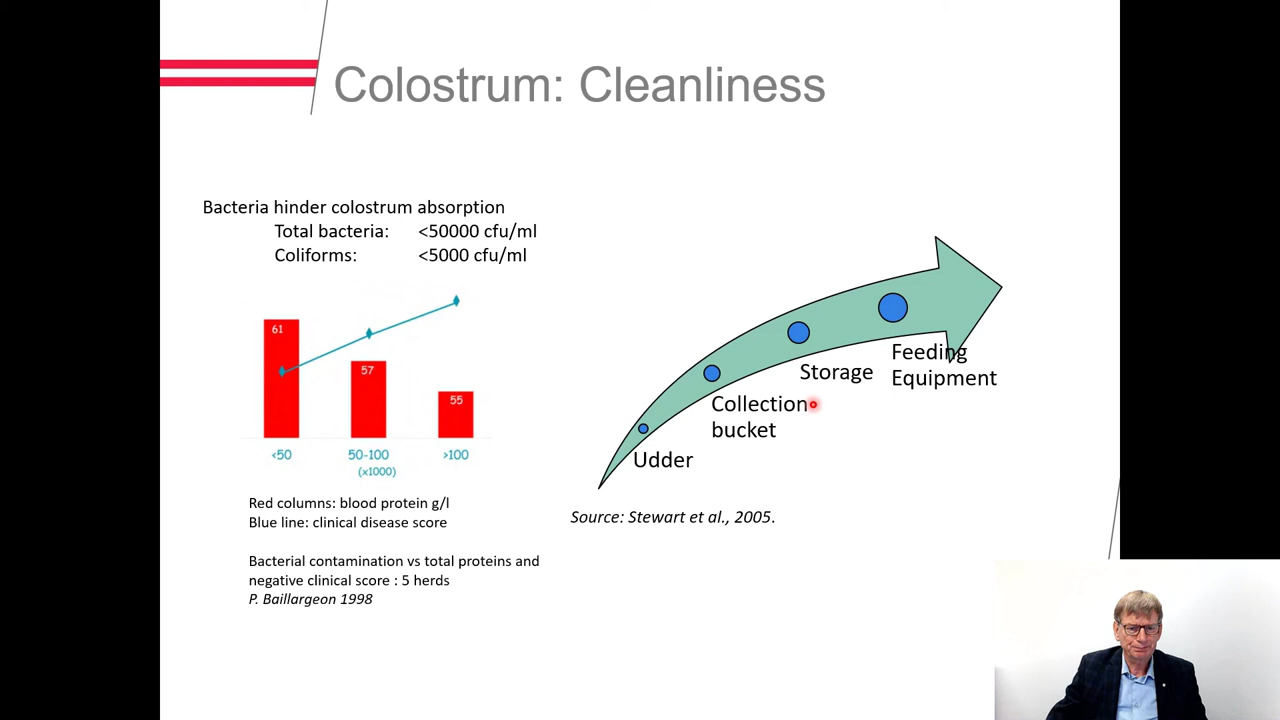 Colostrum: Cleanliness
Bacteria hinder colostrum absorption
Total bacteria: <50000 cfu/ml
Coliforms: <5000 cfu/ml
61
57
55
<50
50-100
>100
(x1000)
Red columns: blood protein g/l
Blue line: clinical disease score
Bacterial contamination vs total proteins and
negative clinical score : 5 herds
P. Baillargeon 1998
Feeding
Equipment
Storage
Collection
bucket
Udder
Source: Stewart et al., 2005.